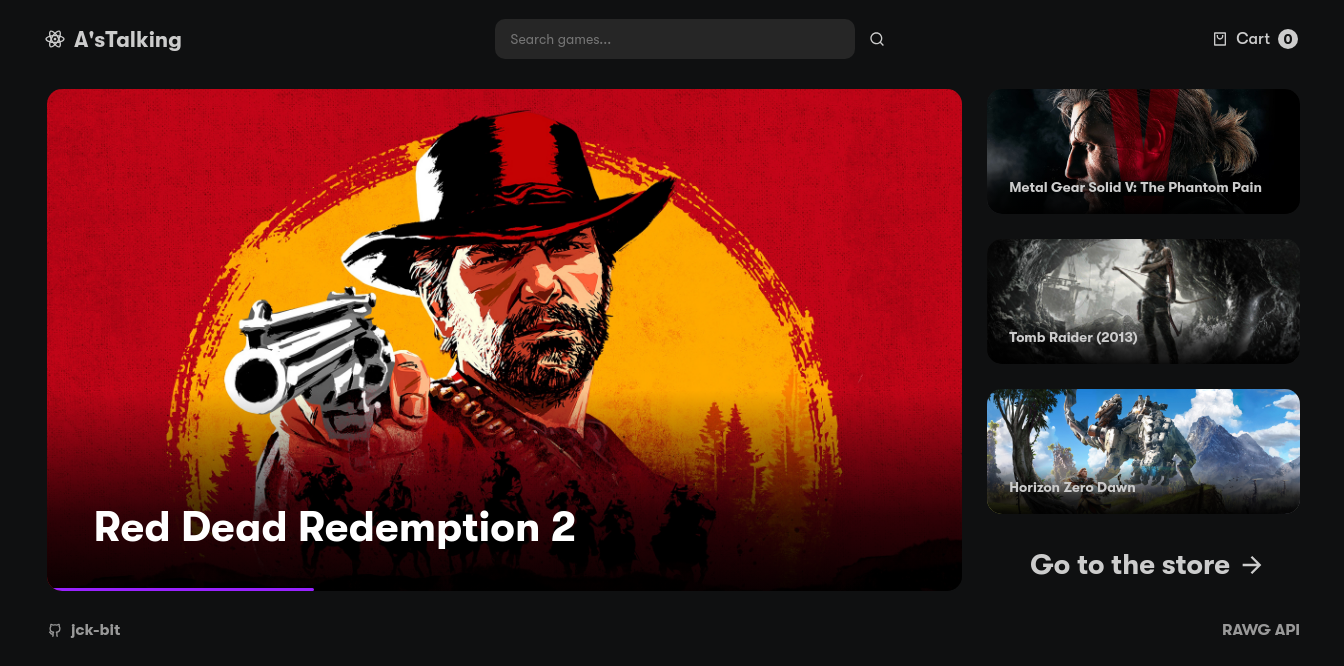 A'sTalking
Search games...
Cart 0
Metal Gear Solid V: The Phantom Pain
Tomb Raider (2013)
Horizon Zero Dawn
Red Dead Redemption 2
Go to the store
jck-bit
RAWG API